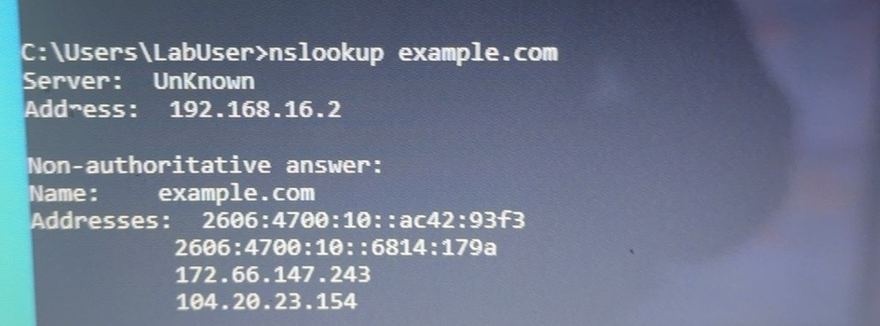 C:\Users\LabUser>nslookup example.com
Server:  UnKnown
Address:  192.168.16.2

Non-authoritative answer:
Name:    example.com
Addresses:  2606:4700:10::ac42:93f3
          2606:4700:10::6814:179a
          172.66.147.243
          104.20.23.154